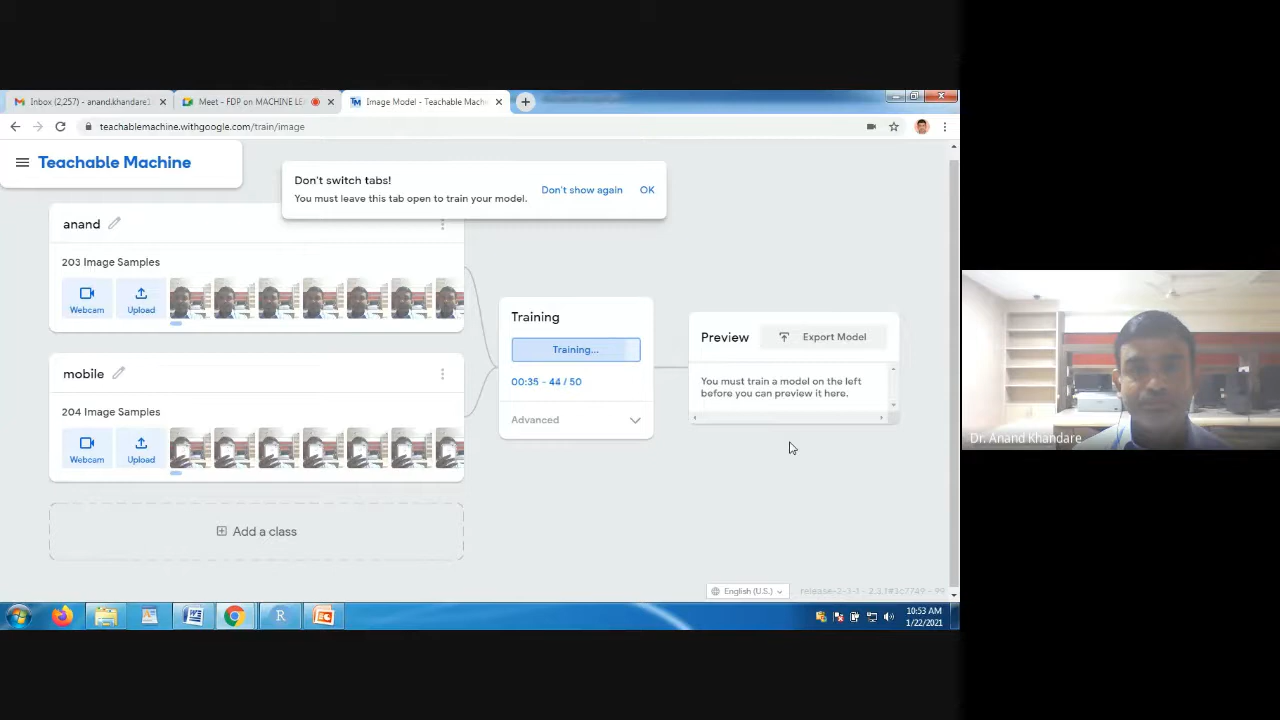 Inbox (2,257) - anand.khandare1
Meet - FDP on MACHINE LE
Image Model - Teachable Machin
teachablemachine.withgoogle.com/train/image
Teachable Machine
Don't switch tabs!
You must leave this tab open to train your model.
Don't show again
OK
anand
203 Image Samples
Webcam
Upload
mobile
204 Image Samples
Webcam
Upload
Add a class
Training
Training...
00:35 - 44 / 50
Advanced
Preview
Export Model
You must train a model on the left
before you can preview it here.
English (U.S.)
Dr. Anand Khandare
10:53 AM
1/22/2021